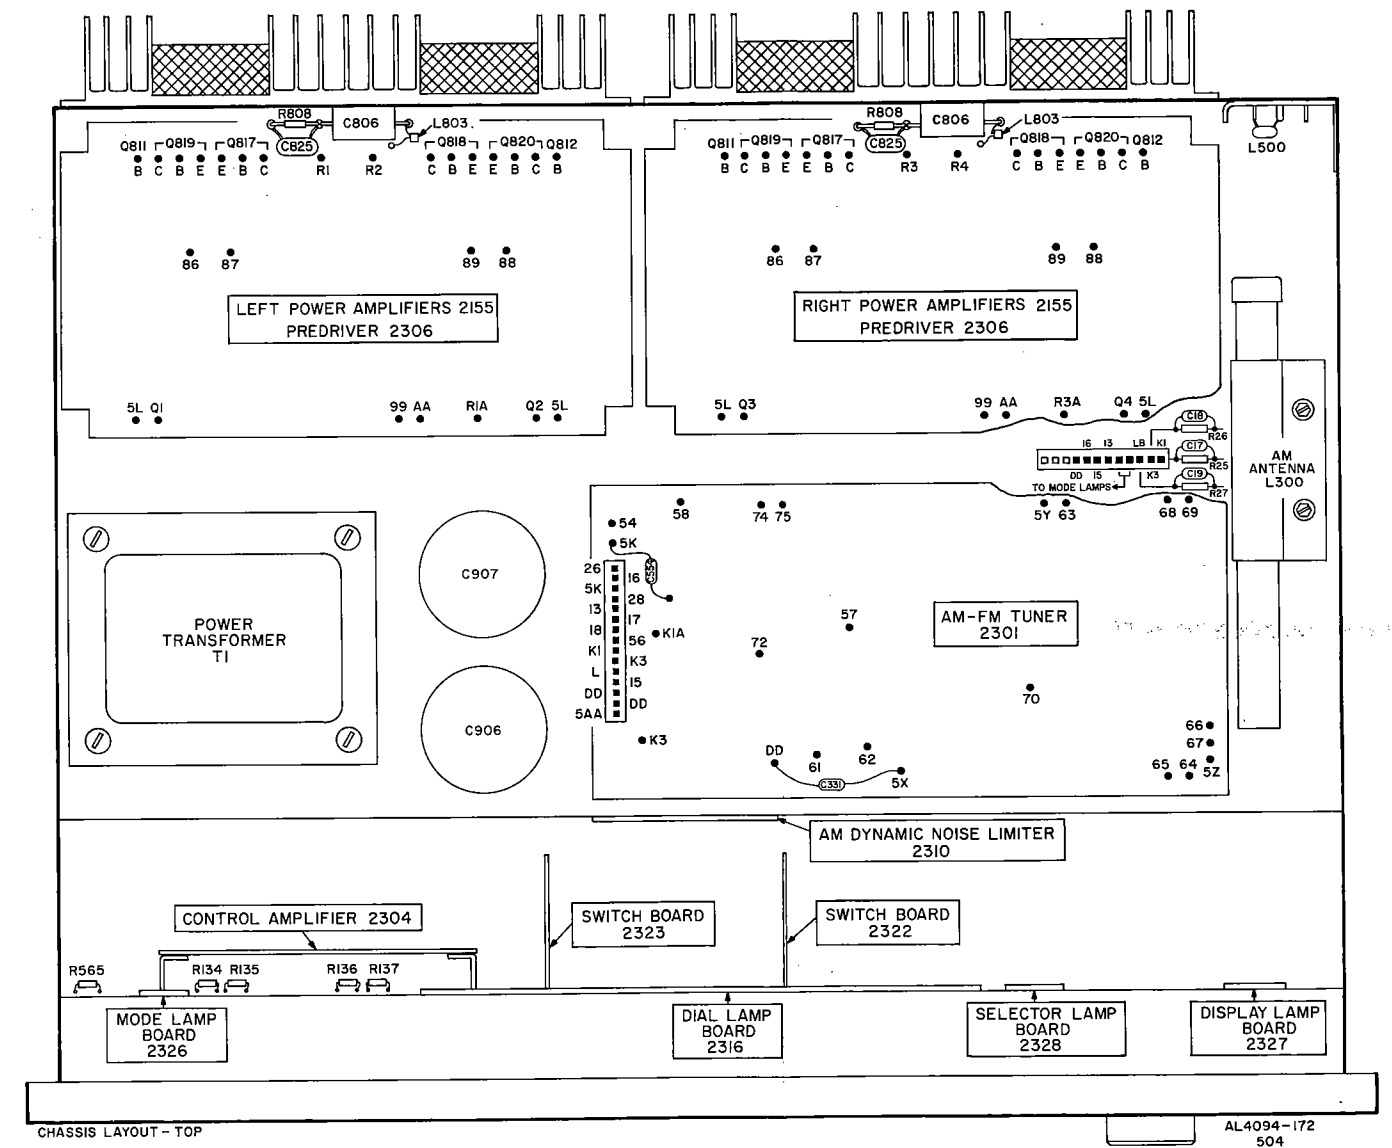 R808
C806
L803
C825
Q811 Q819 Q817
R1 R2
Q818 Q820 Q812
B C B E E B C
C B E E B C B
R808
C806
L803
C825
Q811 Q819 Q817
R3 R4
Q818 Q820 Q812
B C B E E B C
C B E E B C B
L500
86 87 89 88
86 87 89 88
LEFT POWER AMPLIFIERS 2155
PREDRIVER 2306
RIGHT POWER AMPLIFIERS 2155
PREDRIVER 2306
5L Q1 99 AA R1A Q2 5L
5L Q3 99 AA R3A Q4 5L
C18
R26
16 13 LB K1
C17
R25
DD 15 K3
C19
R27
TO MODE LAMPS
AM
ANTENNA
L300
58 74 75 5Y 63 68 69
54
5K
C554
26
5K
13
18
K1
L
DD
5AA
16
28
17
56
K3
15
DD
K1A
K3
C907
C906
POWER
TRANSFORMER
T1
57
72
70
AM-FM TUNER
2301
DD 61 62 5X
C331
66
67
65 64 5Z
AM DYNAMIC NOISE LIMITER
2310
CONTROL AMPLIFIER 2304
SWITCH BOARD
2323
SWITCH BOARD
2322
R565 R134 R135 R136 R137
MODE LAMP
BOARD
2326
DIAL LAMP
BOARD
2316
SELECTOR LAMP
BOARD
2328
DISPLAY LAMP
BOARD
2327
CHASSIS LAYOUT - TOP
AL4094-172
504